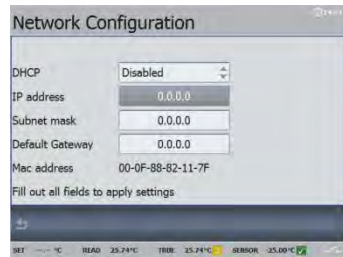 Network Configuration
DHCP Disabled
IP address 0.0.0.0
Subnet mask 0.0.0.0
Default Gateway 0.0.0.0
Mac address 00-0F-88-82-11-7F
Fill out all fields to apply settings
SET --.-- °C READ 25.74°C TRUE 25.74°C SENSOR 25.00°C